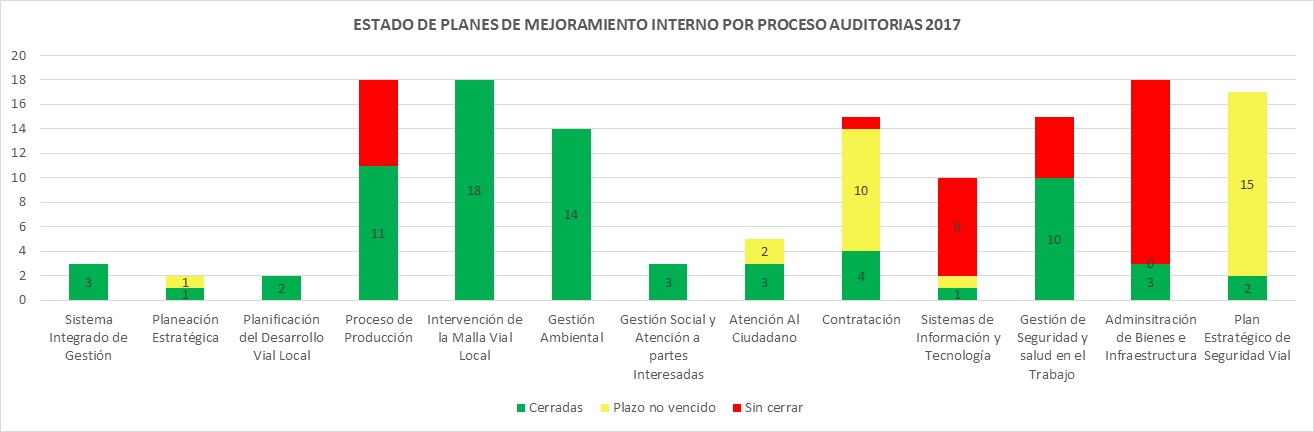 ESTADO DE PLANES DE MEJORAMIENTO INTERNO POR PROCESO AUDITORIAS 2017
20
18
16
14
12
10
8
6
4
2
0
3
1
1
2
11
18
14
3
2
3
10
4
8
1
10
0
3
15
2
Sistema
Integrado de
Gestión
Planeación
Estratégica
Planificación
del Desarrollo
Vial Local
Proceso de
Producción
Intervención de
la Malla Vial
Local
Gestión
Ambiental
Gestión Social y
Atención a
partes
Interesadas
Atención Al
Ciudadano
Contratación
Sistemas de
Información y
Tecnología
Gestión de
Seguridad y
salud en el
Trabajo
Adminsitración
de Bienes e
Infraestructura
Plan
Estratégico de
Seguridad Vial
Cerradas
Plazo no vencido
Sin cerrar